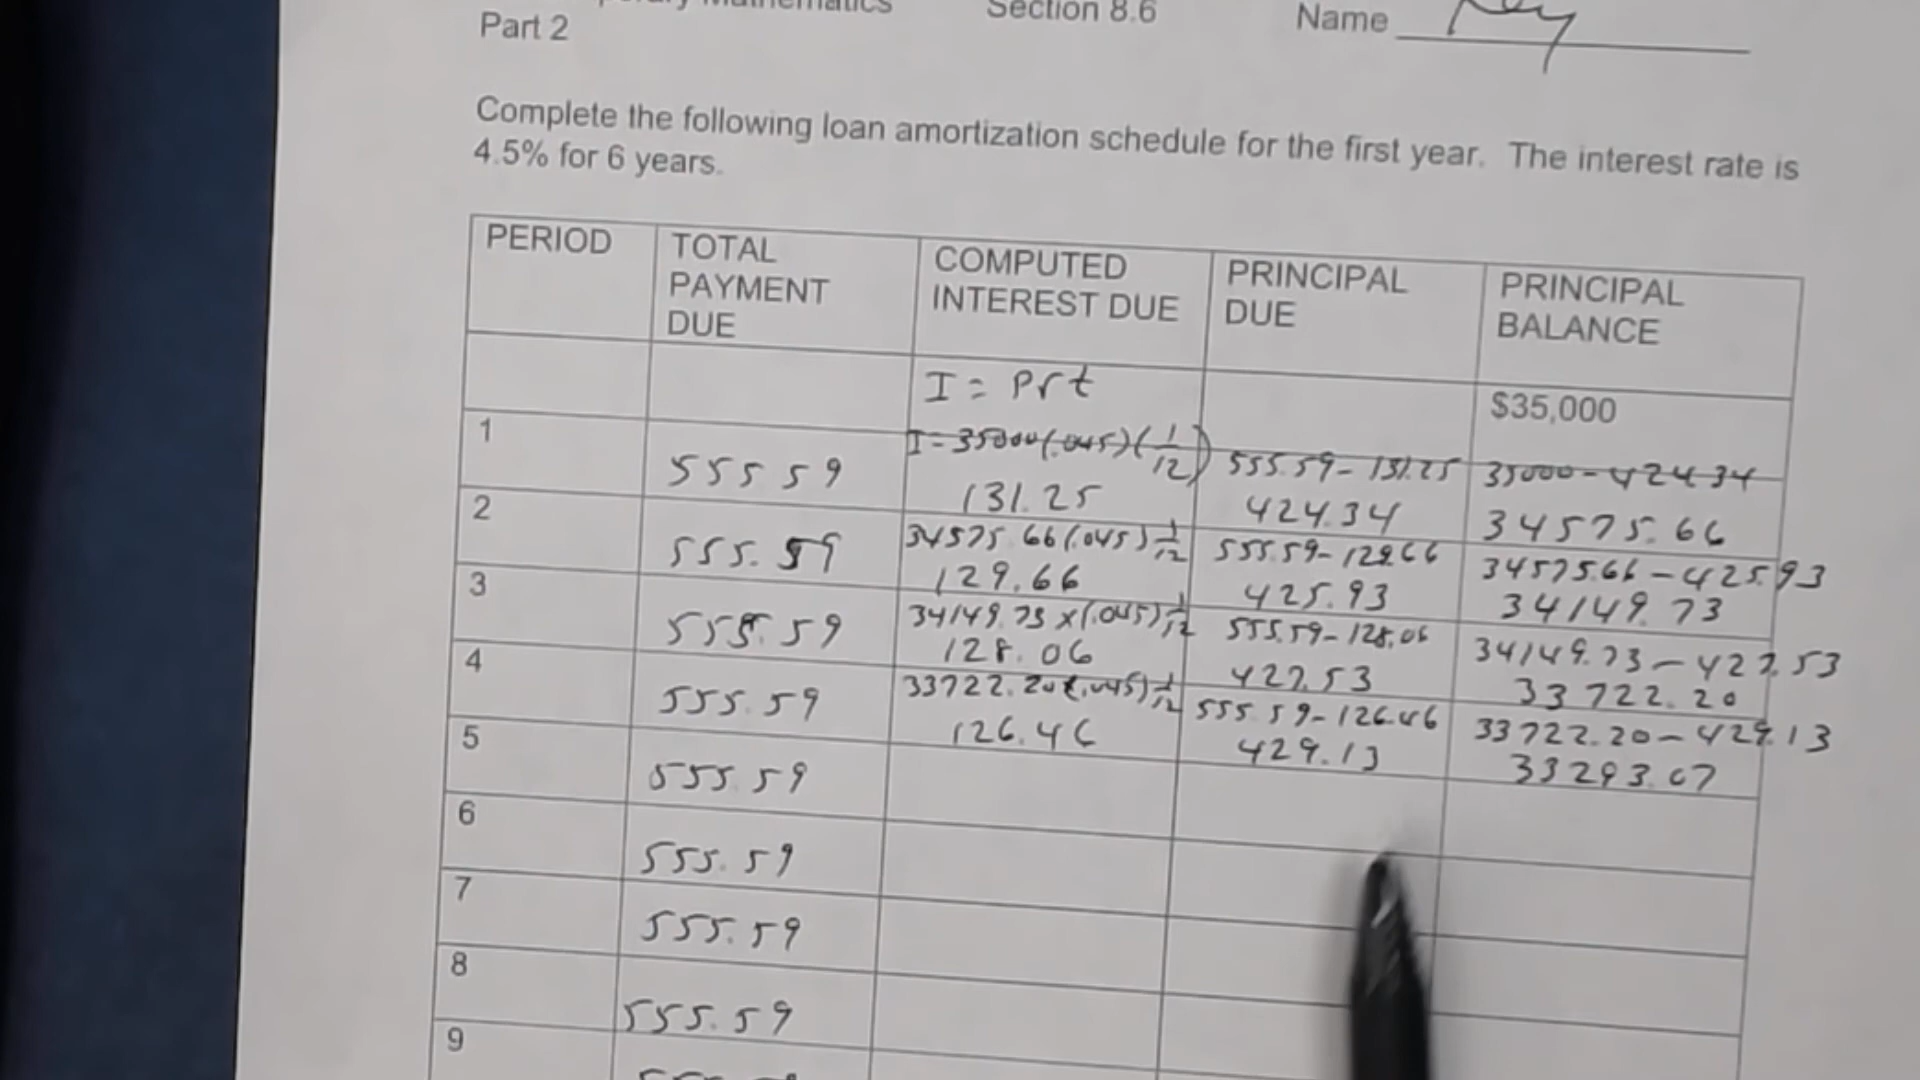 Mathematics Section 8.6 Name Key
Part 2
Complete the following loan amortization schedule for the first year. The interest rate is
4.5% for 6 years.
PERIOD
TOTAL
PAYMENT
DUE
COMPUTED
INTEREST DUE
PRINCIPAL
DUE
PRINCIPAL
BALANCE
I = Prt
$35,000
1
555 59
I = 35000(.045)(1/12)
131.25
555.59 - 131.25
424.34
35000 - 424 34
34575.66
2
555.59
34575.66(.045)1/12
129.66
555.59 - 129.66
425.93
34575.66 - 425.93
34149.73
3
555.59
34149.73 x(.045)1/12
128.06
555.59 - 128.06
427.53
34149.73 - 427.53
33722.20
4
555.59
33722.20(.045)1/12
126.46
555.59 - 126.46
429.13
33722.20 - 429.13
33293.07
5
555.59
6
555.59
7
555.59
8
555.59
9